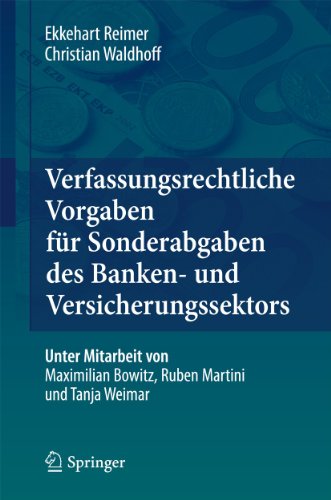 Ekkehart Reimer
Christian Waldhoff
Verfassungsrechtliche
Vorgaben
für Sonderabgaben
des Banken- und
Versicherungssektors
Unter Mitarbeit von
Maximilian Bowitz, Ruben Martini
und Tanja Weimar
Springer